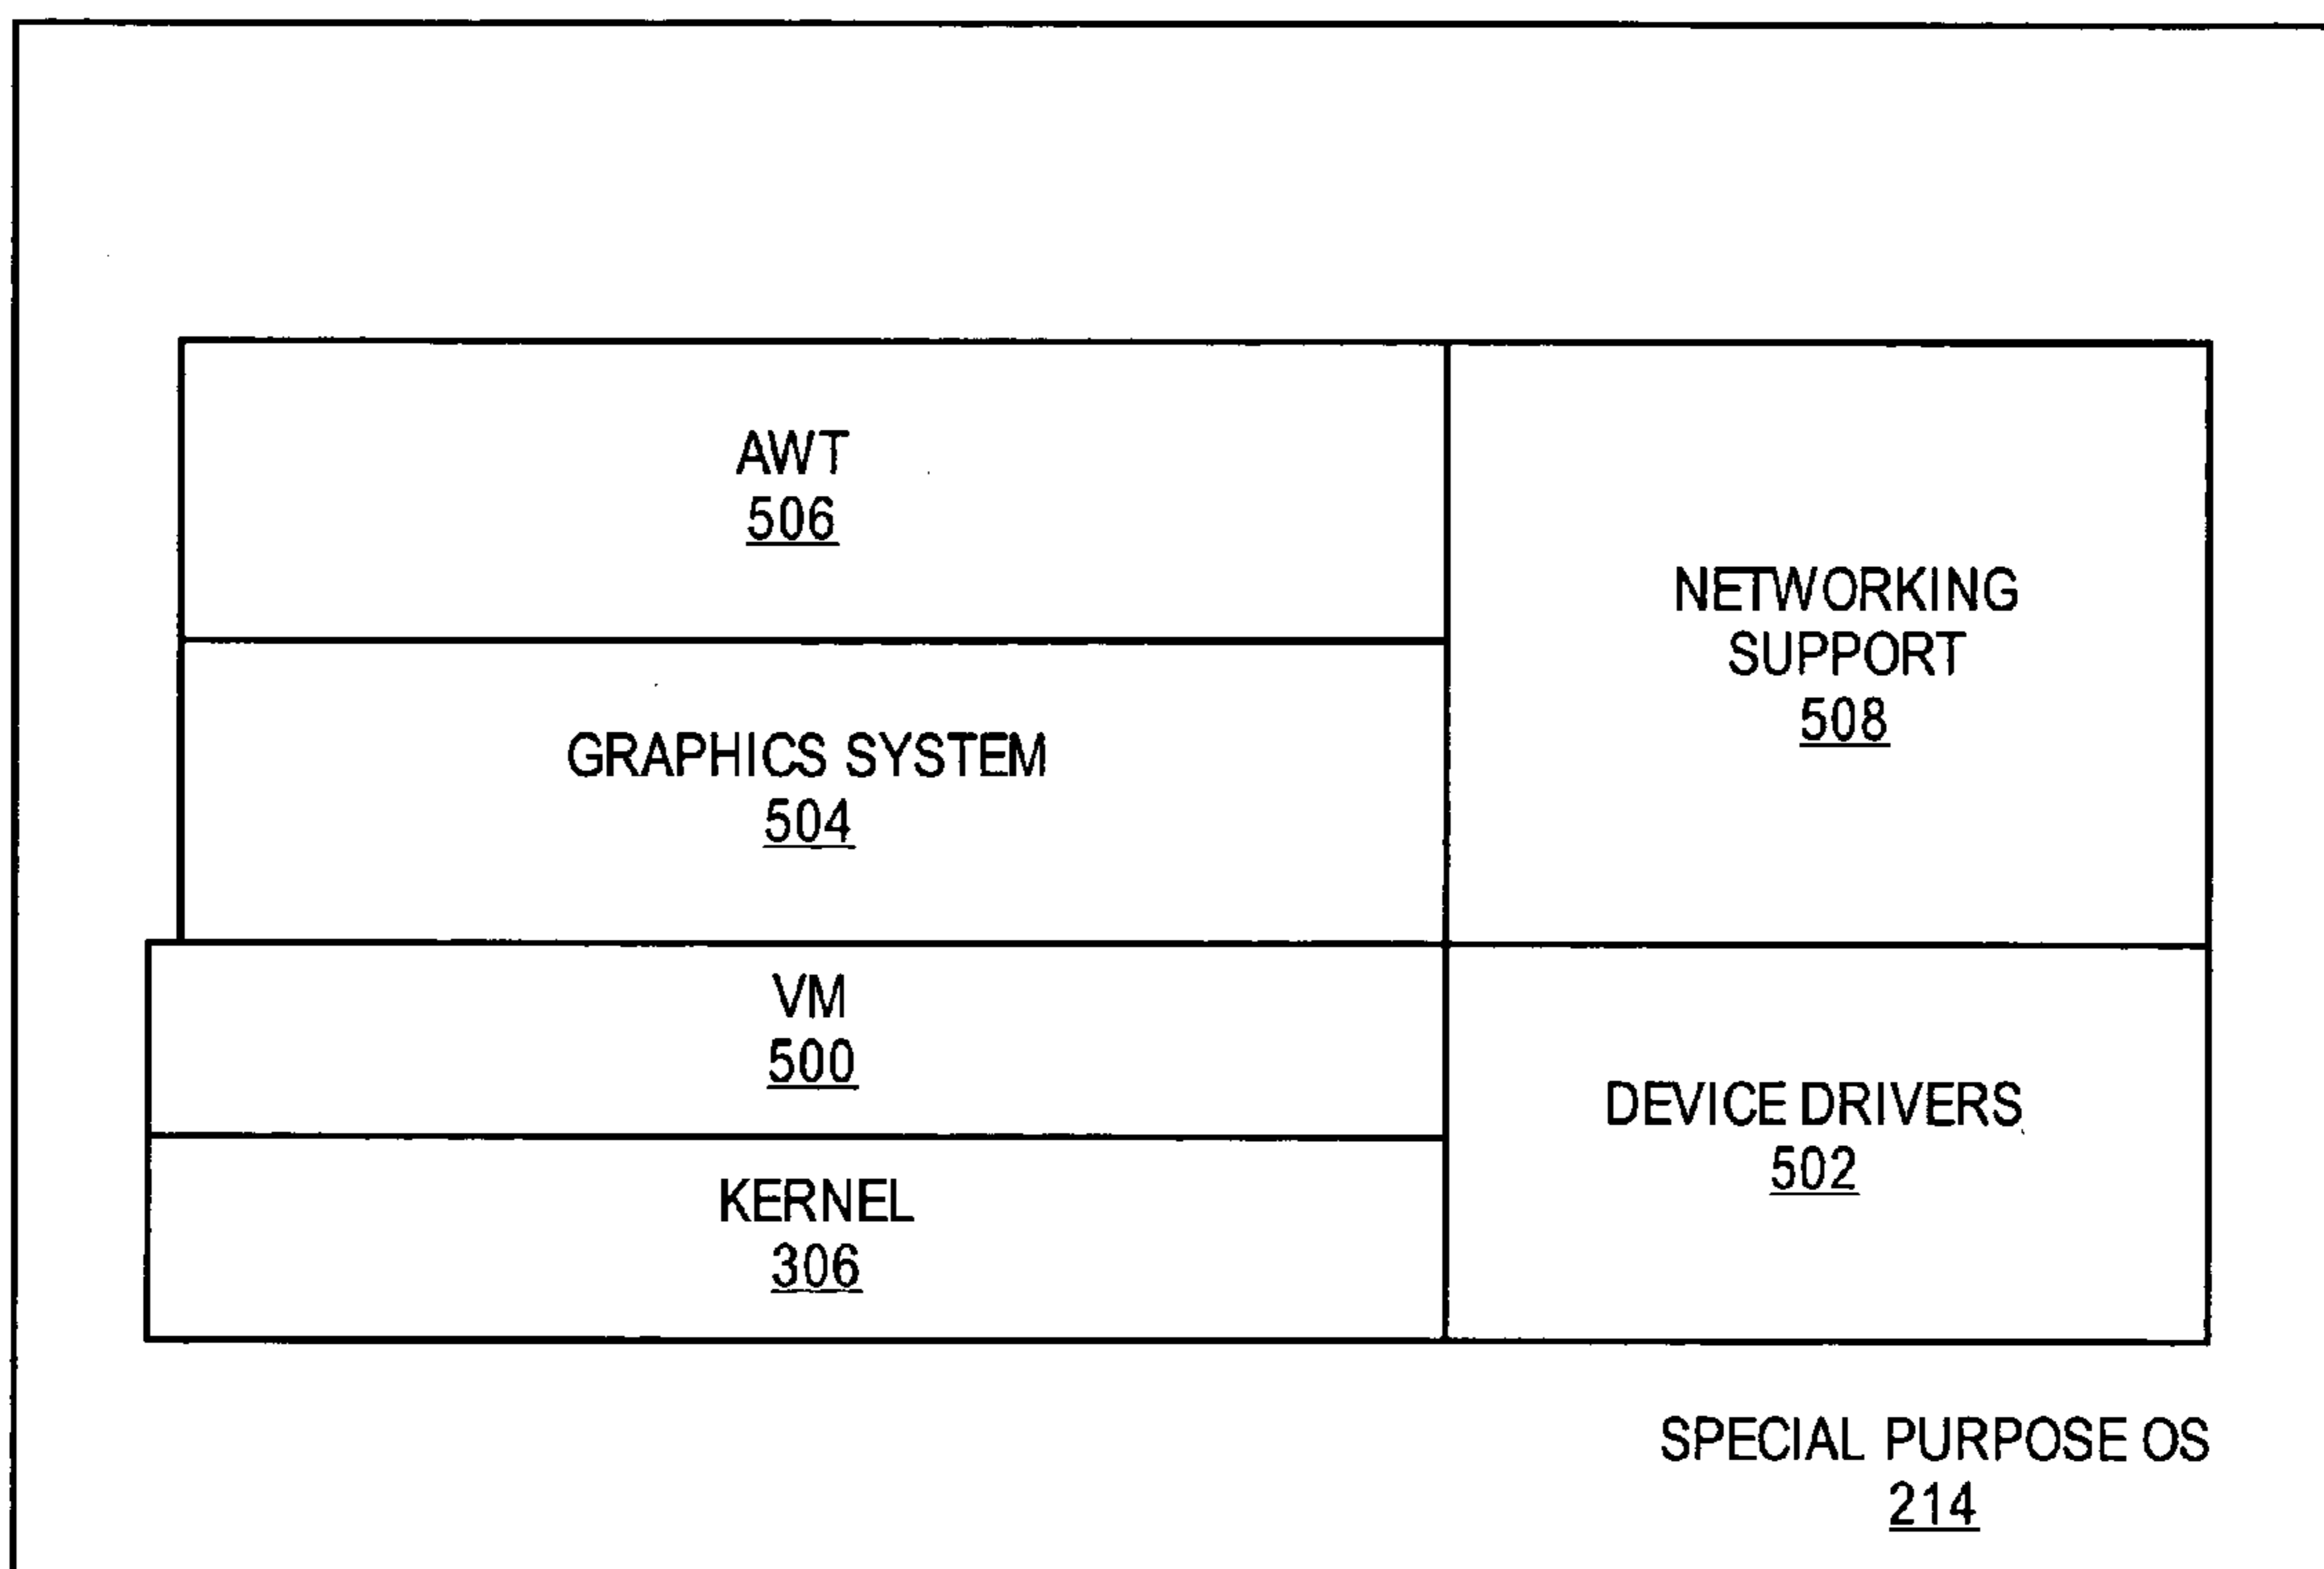 AWT
506
NETWORKING
SUPPORT
508
GRAPHICS SYSTEM
504
VM
500
DEVICE DRIVERS
502
KERNEL
306
SPECIAL PURPOSE OS
214